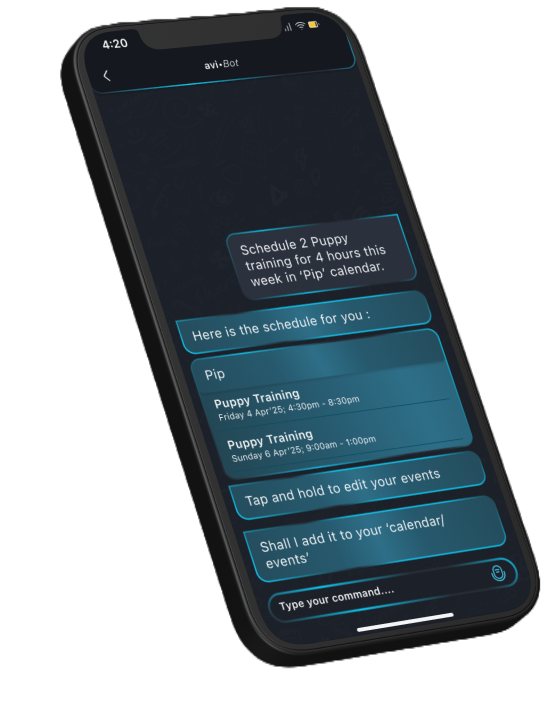 4:20
avi•Bot
Schedule 2 Puppy
training for 4 hours this
week in 'Pip' calendar.
Here is the schedule for you :
Pip
Puppy Training
Friday 4 Apr'25; 4:30pm - 8:30pm
Puppy Training
Sunday 6 Apr'25; 9:00am - 1:00pm
Tap and hold to edit your events
Shall I add it to your 'calendar/
events'
Type your command....